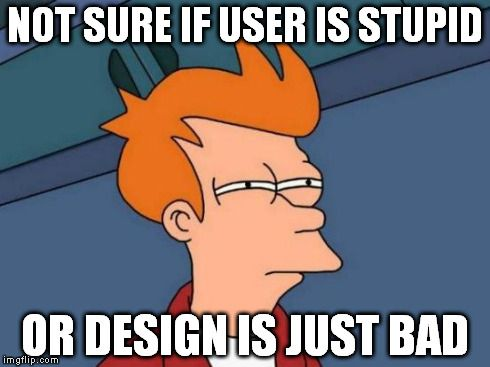 NOT SURE IF USER IS STUPID
OR DESIGN IS JUST BAD
imgflip.com